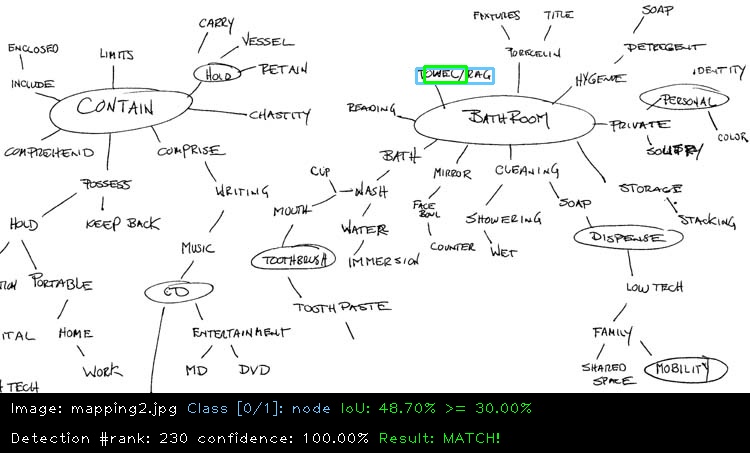 FIXTURES
TITLE
SOAP
CARRY
VESSEL
PORECELIN
DETERGENT
ENCLOSED
LIMITS
HOLD
RETAIN
TOWEL/RAG
HYGENE
IDENTITY
INCLUDE
CONTAIN
PERSONAL
READING
BATHROOM
CHASTITY
PRIVATE
COLOR
COMPREHEND
COMPRISE
BATH
CUP
MIRROR
CLEANING
POSSESS
WRITING
WASH
STORAGE
MOUTH
FACE
BOWL
SOAP
HOLD
KEEP BACK
WATER
SHOWERING
STACKING
MUSIC
COUNTER
WET
DISPENSE
TOOTHBRUSH
IMMERSION
PORTABLE
CD
LOW TECH
TOOTH PASTE
ITAL
HOME
ENTERTAINMENT
FAMILY
WORK
MD
DVD
SHARED
SPACE
MOBILITY
TECH
Image: mapping2.jpg Class [0/1]: node IoU: 48.70% >= 30.00%
Detection #rank: 230 confidence: 100.00% Result: MATCH!